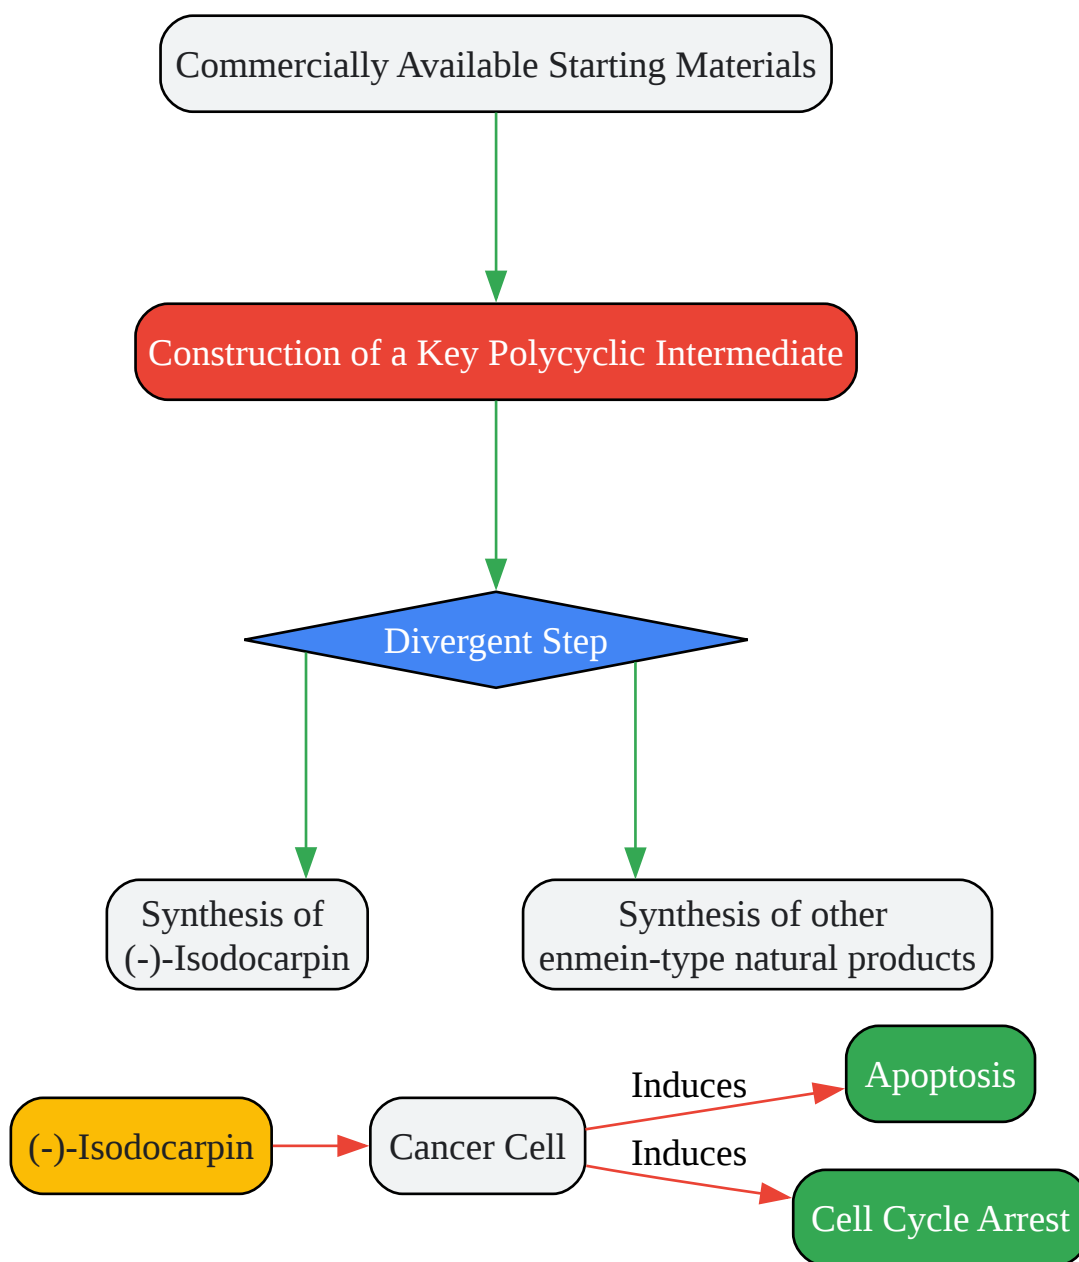 Commercially Available Starting Materials
Construction of a Key Polycyclic Intermediate
Divergent Step
Synthesis of
(-)-Isodocarpin
Synthesis of other
enmein-type natural products
(-)-Isodocarpin
Cancer Cell
Induces
Apoptosis
Induces
Cell Cycle Arrest